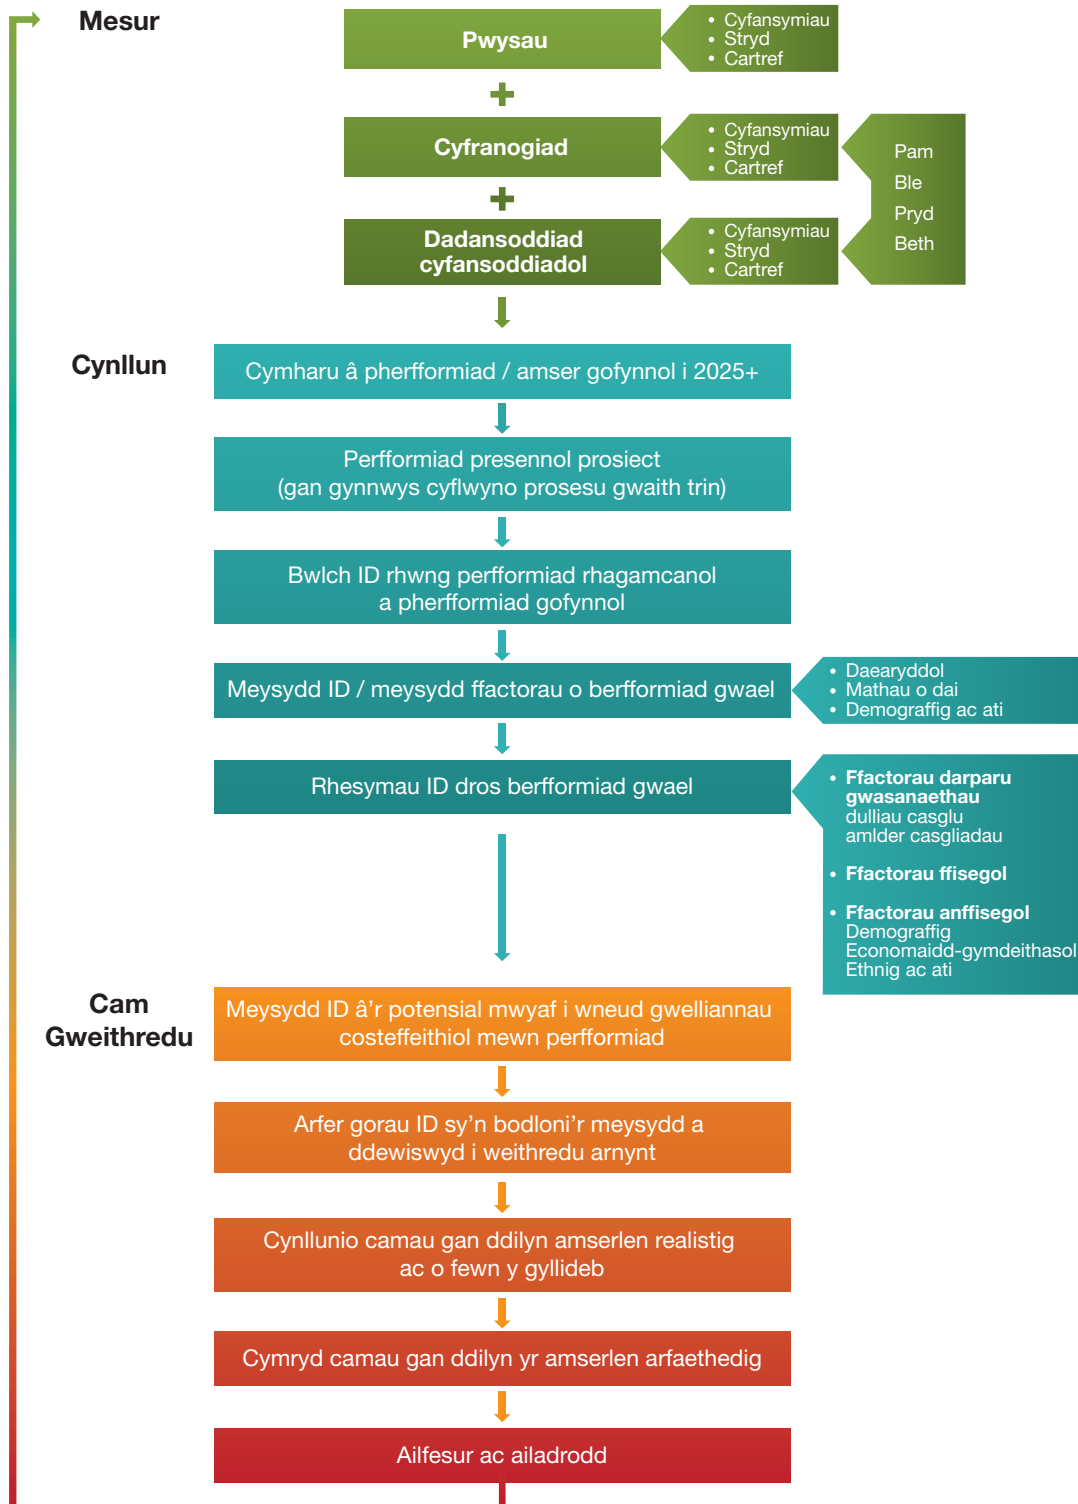 Mesur
Pwysau
• Cyfansymiau
• Stryd
• Cartref
+
Cyfranogiad
• Cyfansymiau
• Stryd
• Cartref
Pam
Ble
Pryd
Beth
+
Dadansoddiad
cyfansoddiadol
• Cyfansymiau
• Stryd
• Cartref
Cynllun
Cymharu â pherfformiad / amser gofynnol i 2025+
Perfformiad presennol prosiect
(gan gynnwys cyflwyno prosesu gwaith trin)
Bwlch ID rhwng perfformiad rhagamcanol
a pherfformiad gofynnol
Meysydd ID / meysydd ffactorau o berfformiad gwael
• Daearyddol
• Mathau o dai
• Demograffig ac ati
Rhesymau ID dros berfformiad gwael
• Ffactorau darparu
gwasanaethau
dulliau casglu
amlder casgliadau
• Ffactorau ffisegol
• Ffactorau anffisegol
Demograffig
Economaidd-gymdeithasol
Ethnig ac ati
Cam
Gweithredu
Meysydd ID â’r potensial mwyaf i wneud gwelliannau
costeffeithiol mewn perfformiad
Arfer gorau ID sy’n bodloni’r meysydd a
ddewiswyd i weithredu arnynt
Cynllunio camau gan ddilyn amserlen realistig
ac o fewn y gyllideb
Cymryd camau gan ddilyn yr amserlen arfaethedig
Ailfesur ac ailadrodd